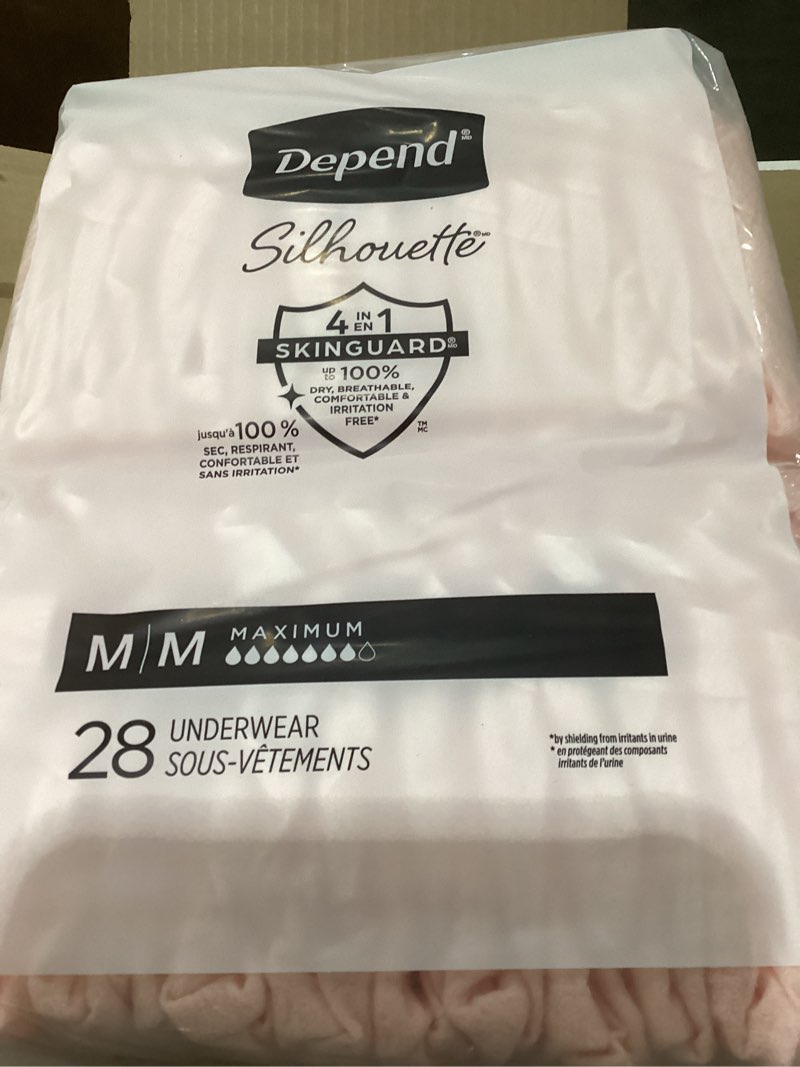 Depend® MD
Silhouette® MD
4 IN EN 1
SKINGUARD® MD
up to 100%
DRY, BREATHABLE,
COMFORTABLE &
IRRITATION
FREE*
TM MC
jusqu'à 100 %
SEC, RESPIRANT,
CONFORTABLE ET
SANS IRRITATION*
M|M MAXIMUM
28 UNDERWEAR
SOUS-VÊTEMENTS
*by shielding from irritants in urine
* en protégeant des composants
irritants de l'urine